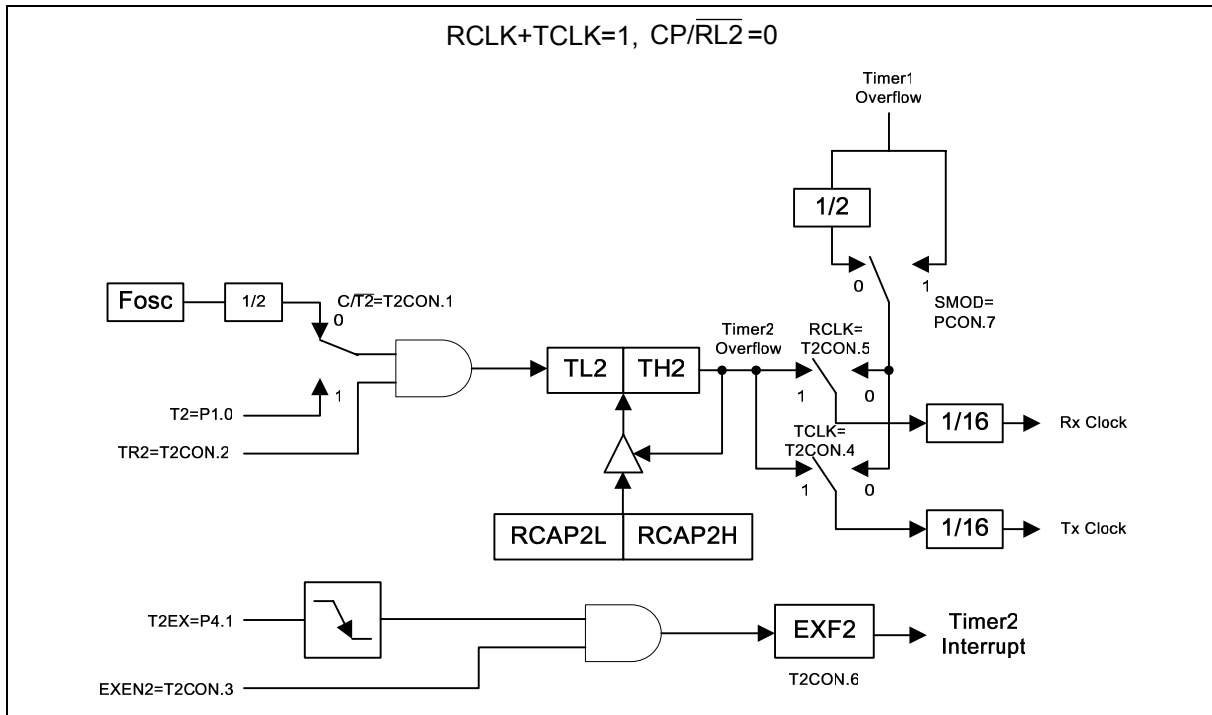 RCLK+TCLK=1, CP/RL2=0
Timer1
Overflow
1/2
0
1
SMOD=
PCON.7
Fosc
1/2
C/T2=T2CON.1
0
1
T2=P1.0
TR2=T2CON.2
TL2
TH2
Timer2
Overflow
RCLK=
T2CON.5
1
0
1/16
Rx Clock
TCLK=
T2CON.4
1
0
1/16
Tx Clock
RCAP2L
RCAP2H
T2EX=P4.1
EXEN2=T2CON.3
EXF2
T2CON.6
Timer2
Interrupt